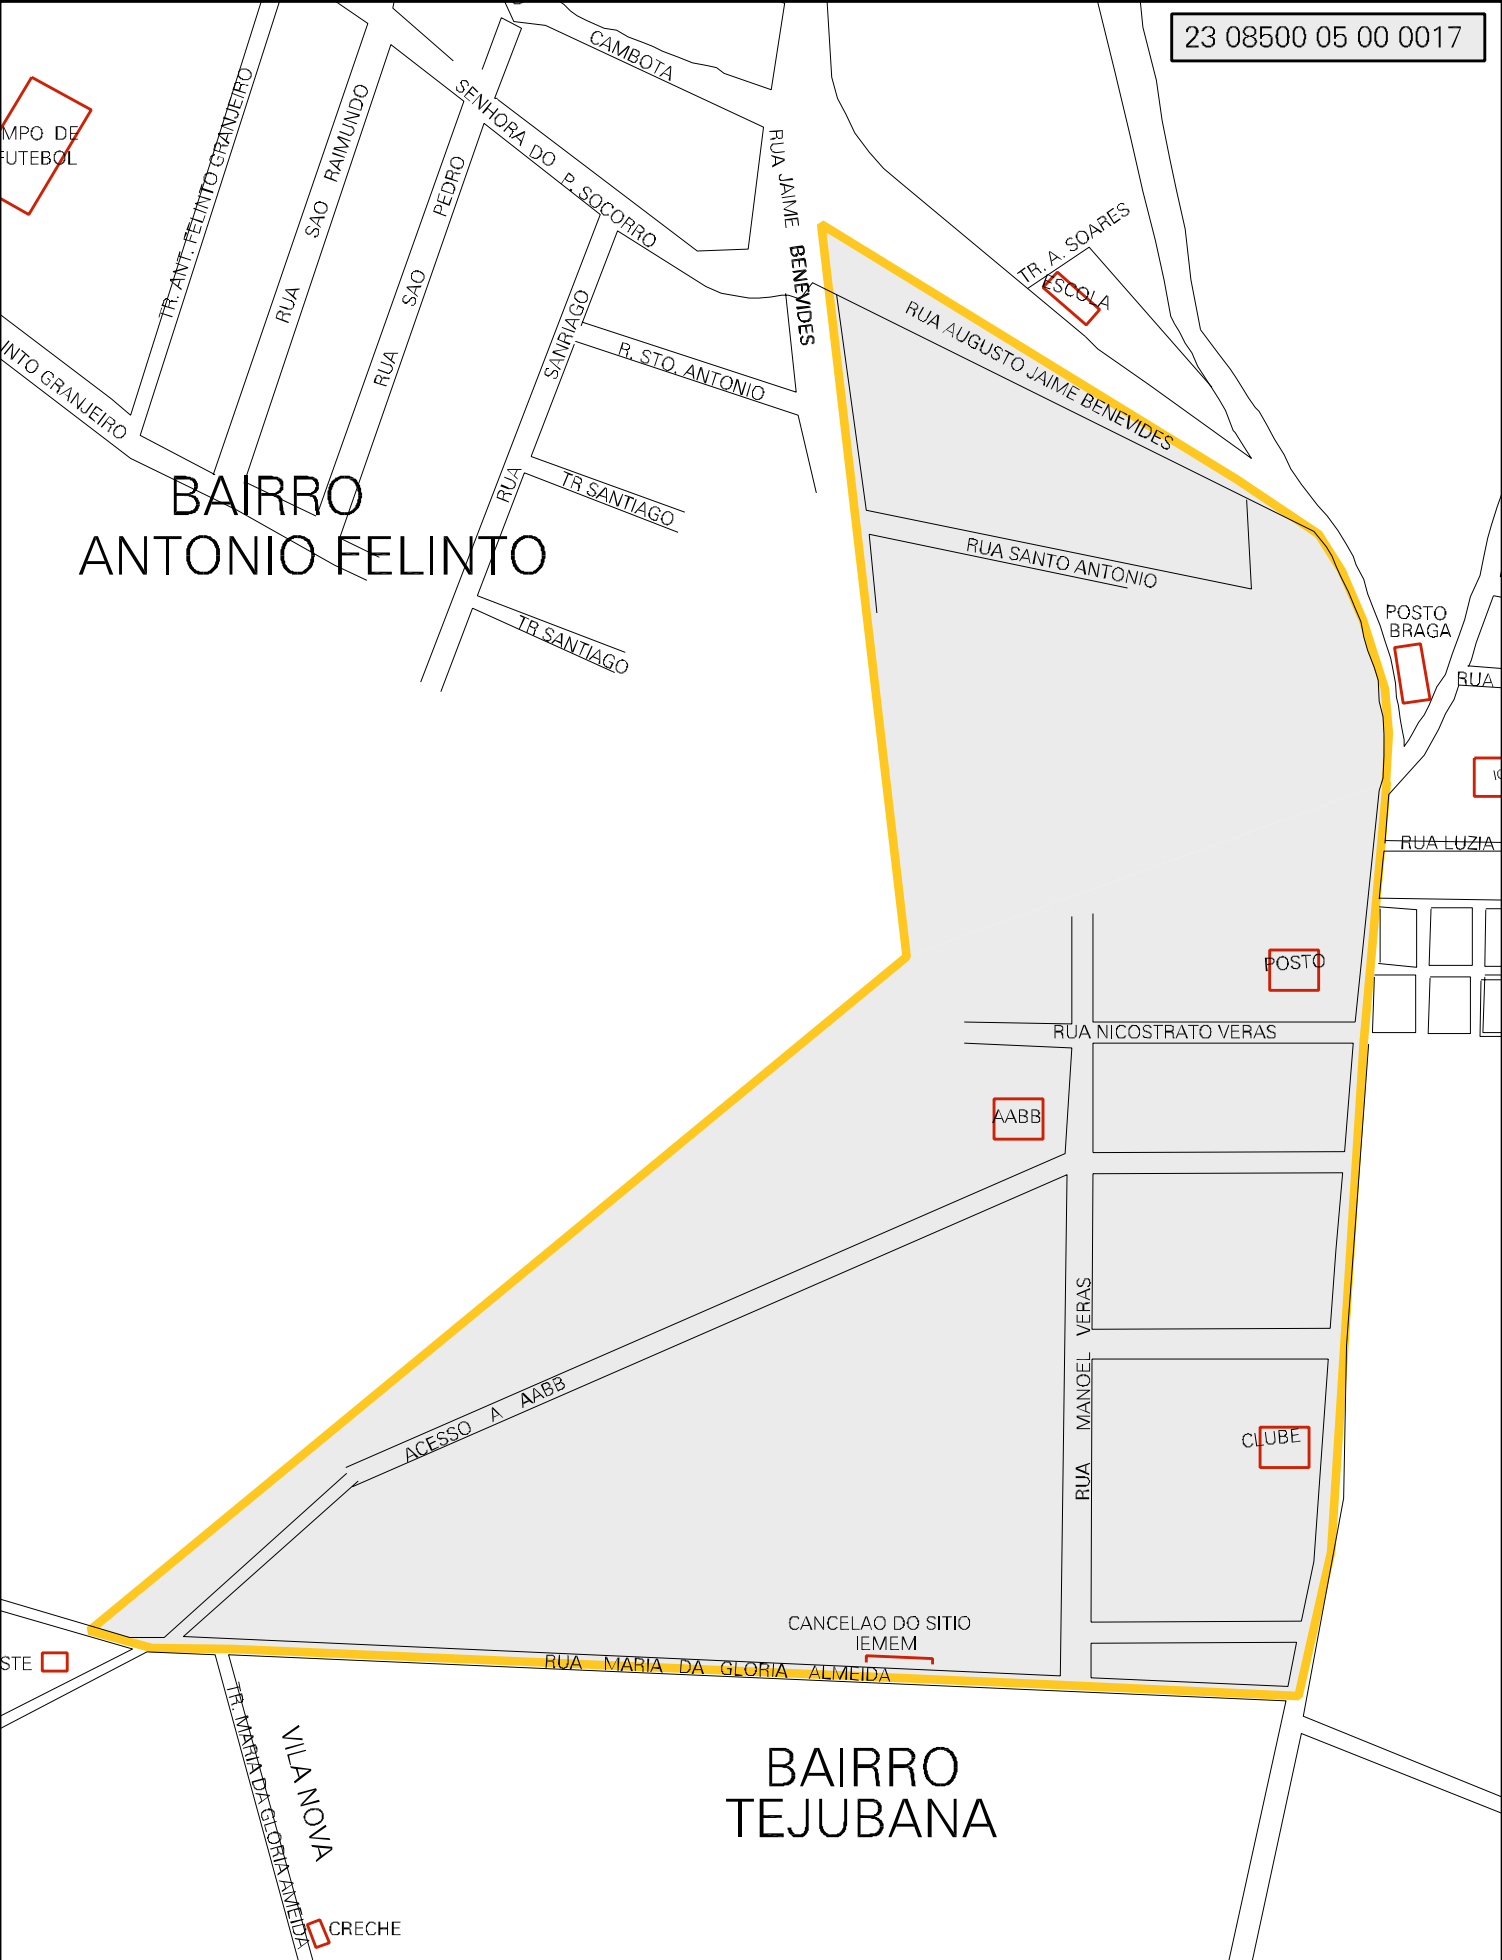 23 08500 05 00 0017
CAMBOTA
MPO DE
FUTEBOL
TR. ANT. FELINTO GRANJEIRO
RUA SAO RAIMUNDO
RUA SAO PEDRO
SENHORA DO P. SOCORRO
RUA JAIME BENEVIDES
TR. A. SOARES
ESCOLA
RUA AUGUSTO JAIME BENEVIDES
INTO GRANJEIRO
RUA SANRIAGO
R. STO. ANTONIO
BAIRRO
ANTONIO FELINTO
TR SANTIAGO
TR SANTIAGO
RUA SANTO ANTONIO
POSTO
BRAGA
RUA
RUA LUZIA
POSTO
RUA NICOSTRATO VERAS
AABB
RUA MANOEL VERAS
ACESSO A AABB
CLUBE
CANCELAO DO SITIO
IEMEM
RUA MARIA DA GLORIA ALMEIDA
STE
TR. MARIA DA GLORIA AMEIDA
VILA NOVA
BAIRRO
TEJUBANA
CRECHE